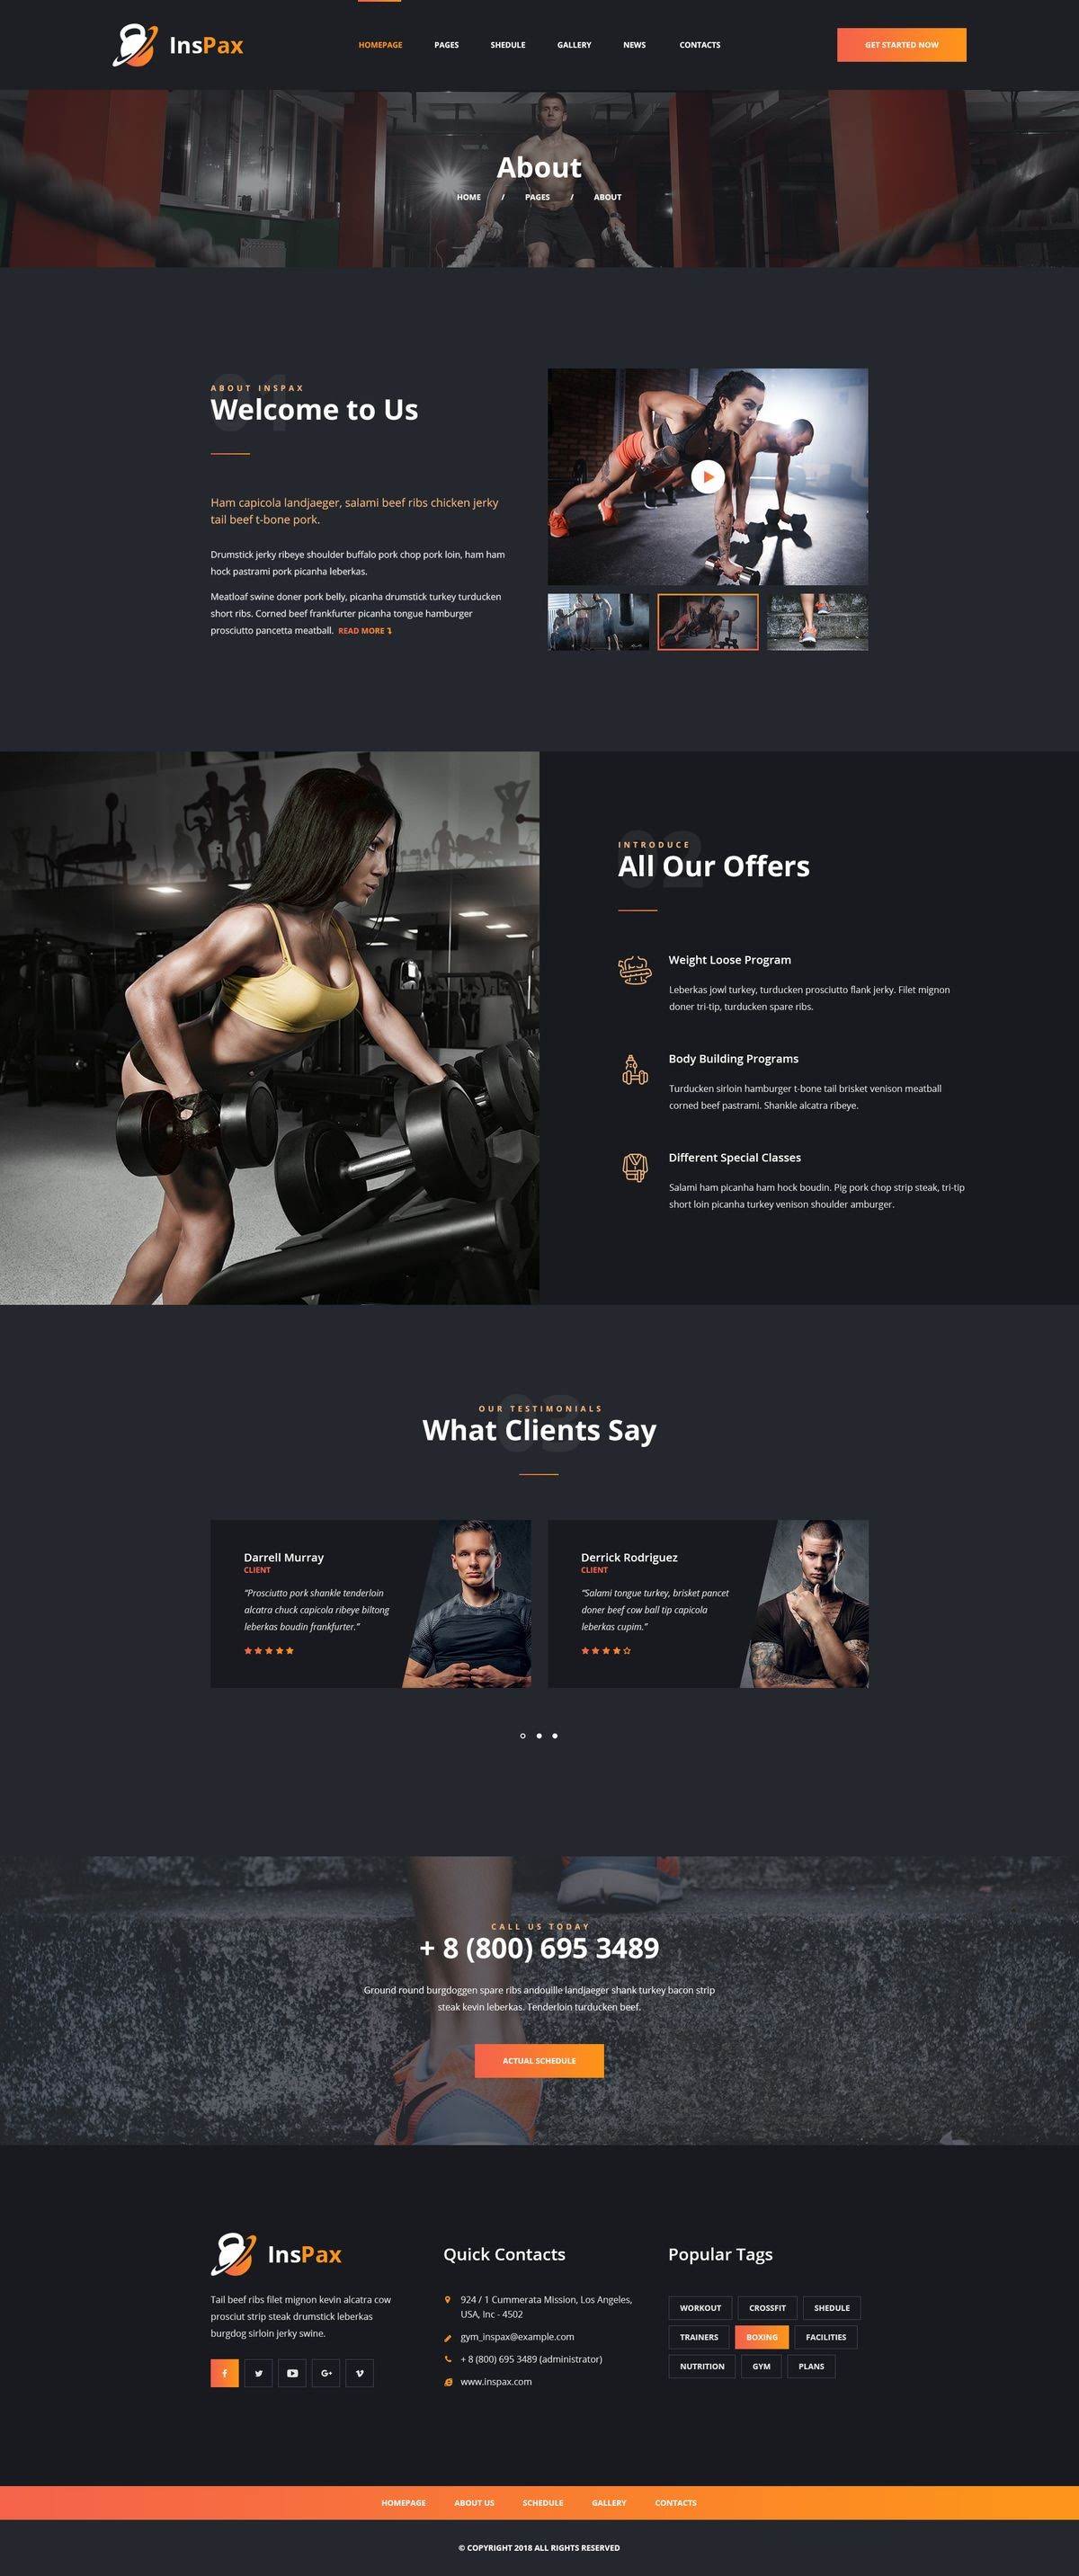 InsPax
HOMEPAGE PAGES SHEDULE GALLERY NEWS CONTACTS
GET STARTED NOW
About
HOME / PAGES / ABOUT
01
ABOUT INSPAX
Welcome to Us
Ham capicola landjaeger, salami beef ribs chicken jerky
tail beef t-bone pork.
Drumstick jerky ribeye shoulder buffalo pork chop pork loin, ham ham
hock pastrami pork picanha leberkas.
Meatloaf swine doner pork belly, picanha drumstick turkey turducken
short ribs. Corned beef frankfurter picanha tongue hamburger
prosciutto pancetta meatball. READ MORE
02
INTRODUCE
All Our Offers
Weight Loose Program
Leberkas jowl turkey, turducken prosciutto flank jerky. Filet mignon
doner tri-tip, turducken spare ribs.
Body Building Programs
Turducken sirloin hamburger t-bone tail brisket venison meatball
corned beef pastrami. Shankle alcatra ribeye.
Different Special Classes
Salami ham picanha ham hock boudin. Pig pork chop strip steak, tri-tip
short loin picanha turkey venison shoulder amburger.
03
OUR TESTIMONIALS
What Clients Say
Darrell Murray
CLIENT
"Prosciutto pork shankle tenderloin
alcatra chuck capicola ribeye biltong
leberkas boudin frankfurter."
Derrick Rodriguez
CLIENT
"Salami tongue turkey, brisket pancet
doner beef cow ball tip capicola
leberkas cupim."
CALL US TODAY
+ 8 (800) 695 3489
Ground round burgdoggen spare ribs andouille landjaeger shank turkey bacon strip
steak kevin leberkas. Tenderloin turducken beef.
ACTUAL SCHEDULE
InsPax
Tail beef ribs filet mignon kevin alcatra cow
prosciut strip steak drumstick leberkas
burgdog sirloin jerky swine.
Quick Contacts
924 / 1 Cummerata Mission, Los Angeles,
USA, Inc - 4502
gym_inspax@example.com
+ 8 (800) 695 3489 (administrator)
www.inspax.com
Popular Tags
WORKOUT CROSSFIT SHEDULE
TRAINERS BOXING FACILITIES
NUTRITION GYM PLANS
HOMEPAGE ABOUT US SCHEDULE GALLERY CONTACTS
© COPYRIGHT 2018 ALL RIGHTS RESERVED